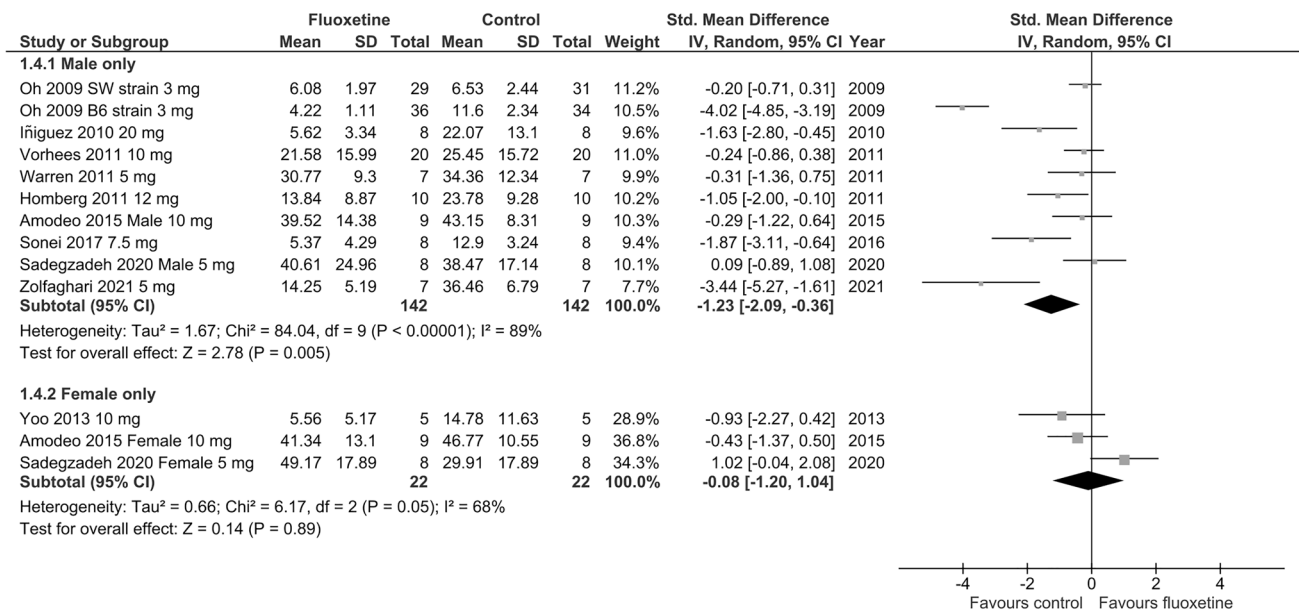 Fluoxetine Control Std. Mean Difference Std. Mean Difference
Study or Subgroup Mean SD Total Mean SD Total Weight IV, Random, 95% CI Year IV, Random, 95% CI
1.4.1 Male only
Oh 2009 SW strain 3 mg 6.08 1.97 29 6.53 2.44 31 11.2% -0.20 [-0.71, 0.31] 2009
Oh 2009 B6 strain 3 mg 4.22 1.11 36 11.6 2.34 34 10.5% -4.02 [-4.85, -3.19] 2009
Iñiguez 2010 20 mg 5.62 3.34 8 22.07 13.1 8 9.6% -1.63 [-2.80, -0.45] 2010
Vorhees 2011 10 mg 21.58 15.99 20 25.45 15.72 20 11.0% -0.24 [-0.86, 0.38] 2011
Warren 2011 5 mg 30.77 9.3 7 34.36 12.34 7 9.9% -0.31 [-1.36, 0.75] 2011
Homberg 2011 12 mg 13.84 8.87 10 23.78 9.28 10 10.2% -1.05 [-2.00, -0.10] 2011
Amodeo 2015 Male 10 mg 39.52 14.38 9 43.15 8.31 9 10.3% -0.29 [-1.22, 0.64] 2015
Sonei 2017 7.5 mg 5.37 4.29 8 12.9 3.24 8 9.4% -1.87 [-3.11, -0.64] 2016
Sadegzadeh 2020 Male 5 mg 40.61 24.96 8 38.47 17.14 8 10.1% 0.09 [-0.89, 1.08] 2020
Zolfaghari 2021 5 mg 14.25 5.19 7 36.46 6.79 7 7.7% -3.44 [-5.27, -1.61] 2021
Subtotal (95% CI) 142 142 100.0% -1.23 [-2.09, -0.36]
Heterogeneity: Tau² = 1.67; Chi² = 84.04, df = 9 (P < 0.00001); I² = 89%
Test for overall effect: Z = 2.78 (P = 0.005)
1.4.2 Female only
Yoo 2013 10 mg 5.56 5.17 5 14.78 11.63 5 28.9% -0.93 [-2.27, 0.42] 2013
Amodeo 2015 Female 10 mg 41.34 13.1 9 46.77 10.55 9 36.8% -0.43 [-1.37, 0.50] 2015
Sadegzadeh 2020 Female 5 mg 49.17 17.89 8 29.91 17.89 8 34.3% 1.02 [-0.04, 2.08] 2020
Subtotal (95% CI) 22 22 100.0% -0.08 [-1.20, 1.04]
Heterogeneity: Tau² = 0.66; Chi² = 6.17, df = 2 (P = 0.05); I² = 68%
Test for overall effect: Z = 0.14 (P = 0.89)
-4 -2 0 2 4
Favours control Favours fluoxetine